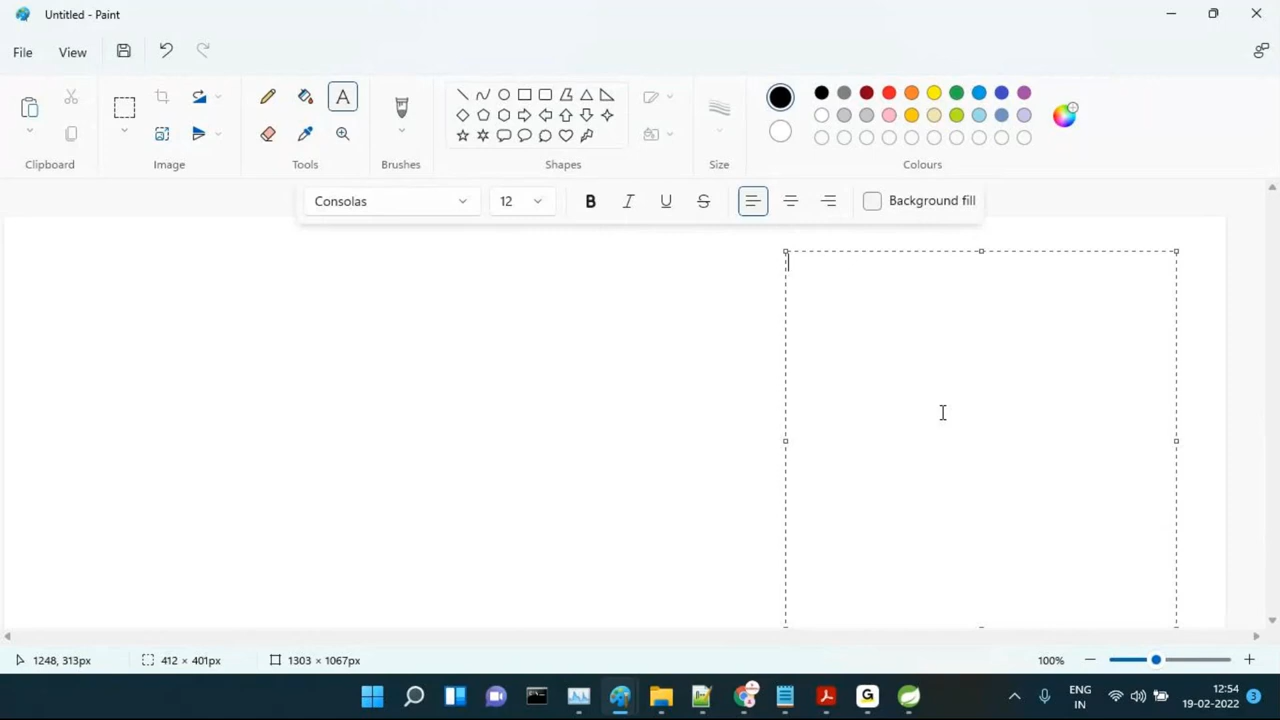 Untitled - Paint
File View
Clipboard Image Tools Brushes Shapes Size Colours
Consolas 12 B I U S Background fill
1248, 313px 412 × 401px 1303 × 1067px 100%
ENG 12:54
IN 19-02-2022 3